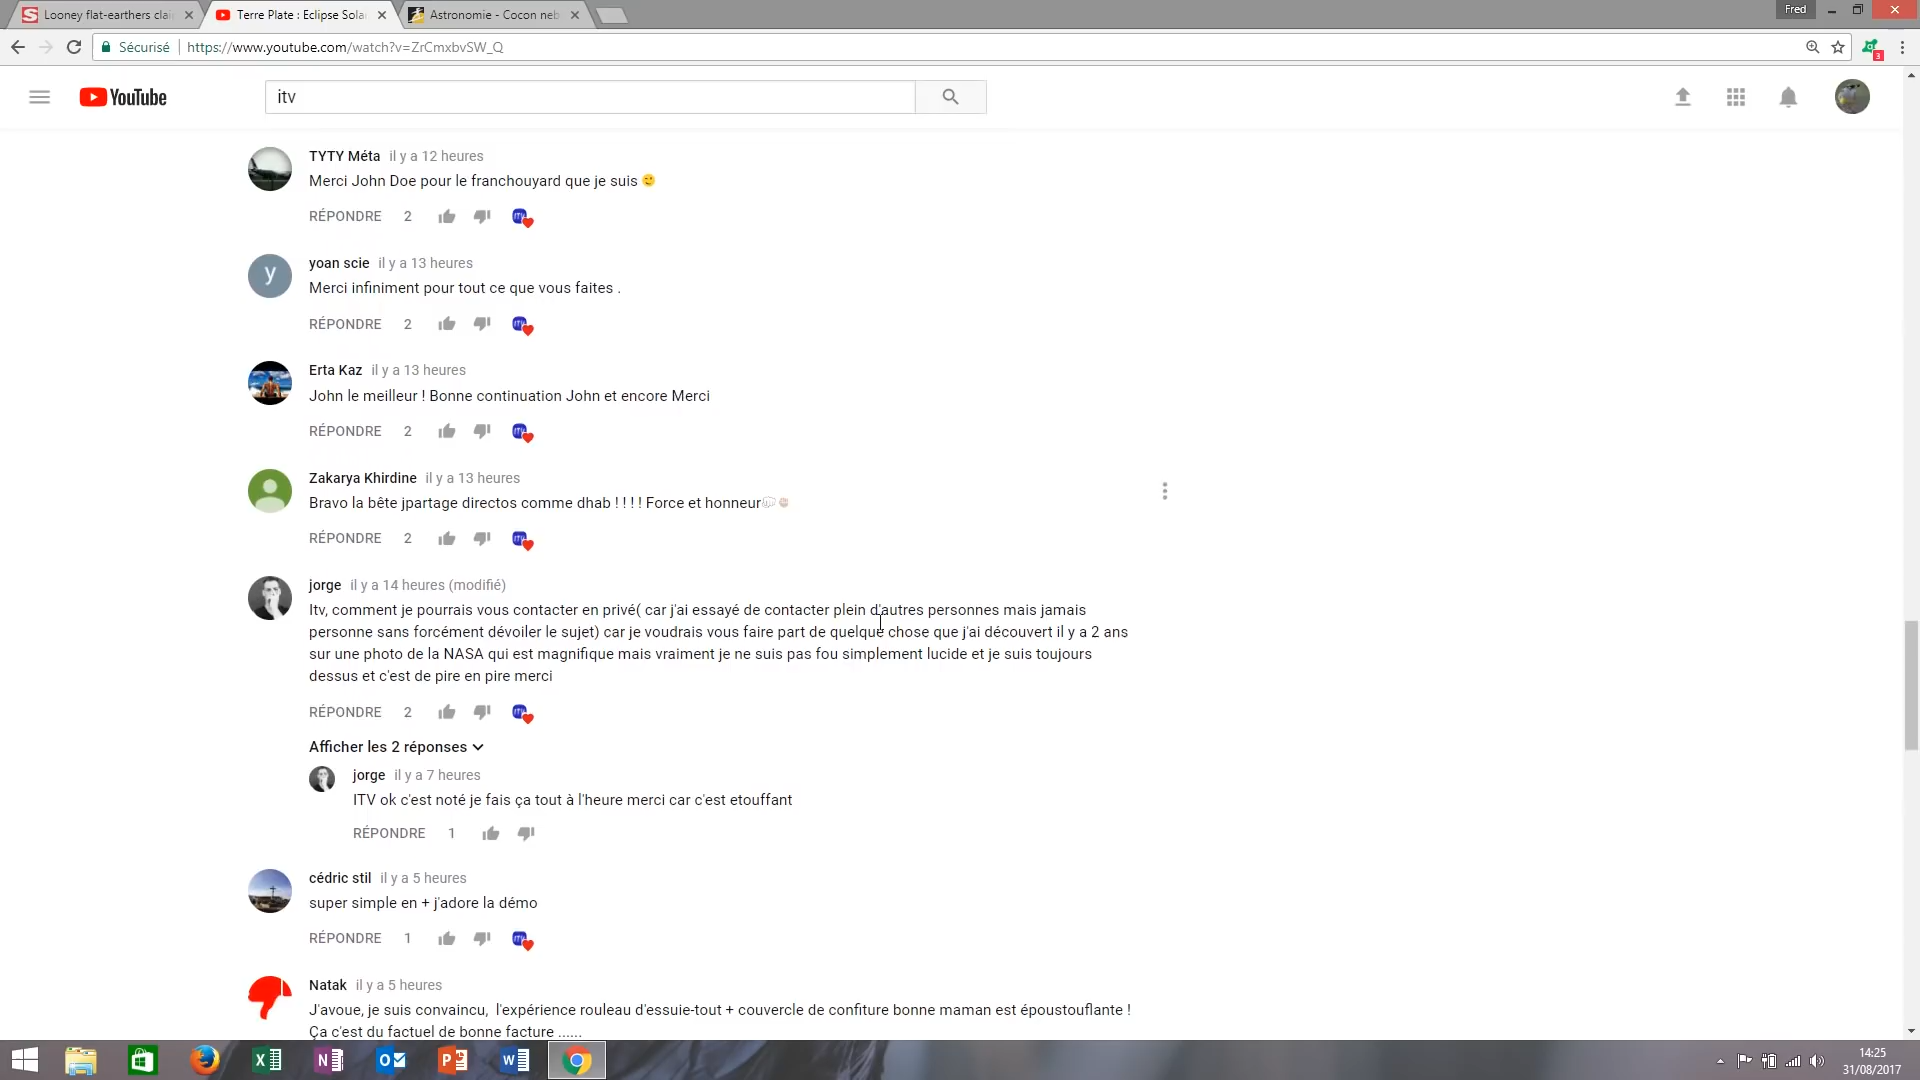 Looney flat-earthers clai
Terre Plate : Eclipse Sola
Astronomie - Cocon neb
Fred
Sécurisé
https://www.youtube.com/watch?v=ZrCmxbvSW_Q
3
YouTube
itv
TYTY Méta il y a 12 heures
Merci John Doe pour le franchouyard que je suis
RÉPONDRE 2
yoan scie il y a 13 heures
y
Merci infiniment pour tout ce que vous faites .
RÉPONDRE 2
Erta Kaz il y a 13 heures
John le meilleur ! Bonne continuation John et encore Merci
RÉPONDRE 2
Zakarya Khirdine il y a 13 heures
Bravo la bête jpartage directos comme dhab ! ! ! ! Force et honneur
RÉPONDRE 2
jorge il y a 14 heures (modifié)
Itv, comment je pourrais vous contacter en privé( car j'ai essayé de contacter plein d'autres personnes mais jamais
personne sans forcément dévoiler le sujet) car je voudrais vous faire part de quelque chose que j'ai découvert il y a 2 ans
sur une photo de la NASA qui est magnifique mais vraiment je ne suis pas fou simplement lucide et je suis toujours
dessus et c'est de pire en pire merci
RÉPONDRE 2
Afficher les 2 réponses
jorge il y a 7 heures
ITV ok c'est noté je fais ça tout à l'heure merci car c'est etouffant
RÉPONDRE 1
cédric stil il y a 5 heures
super simple en + j'adore la démo
RÉPONDRE 1
Natak il y a 5 heures
J'avoue, je suis convaincu, l'expérience rouleau d'essuie-tout + couvercle de confiture bonne maman est époustouflante !
Ça c'est du factuel de bonne facture ......
14:25
31/08/2017